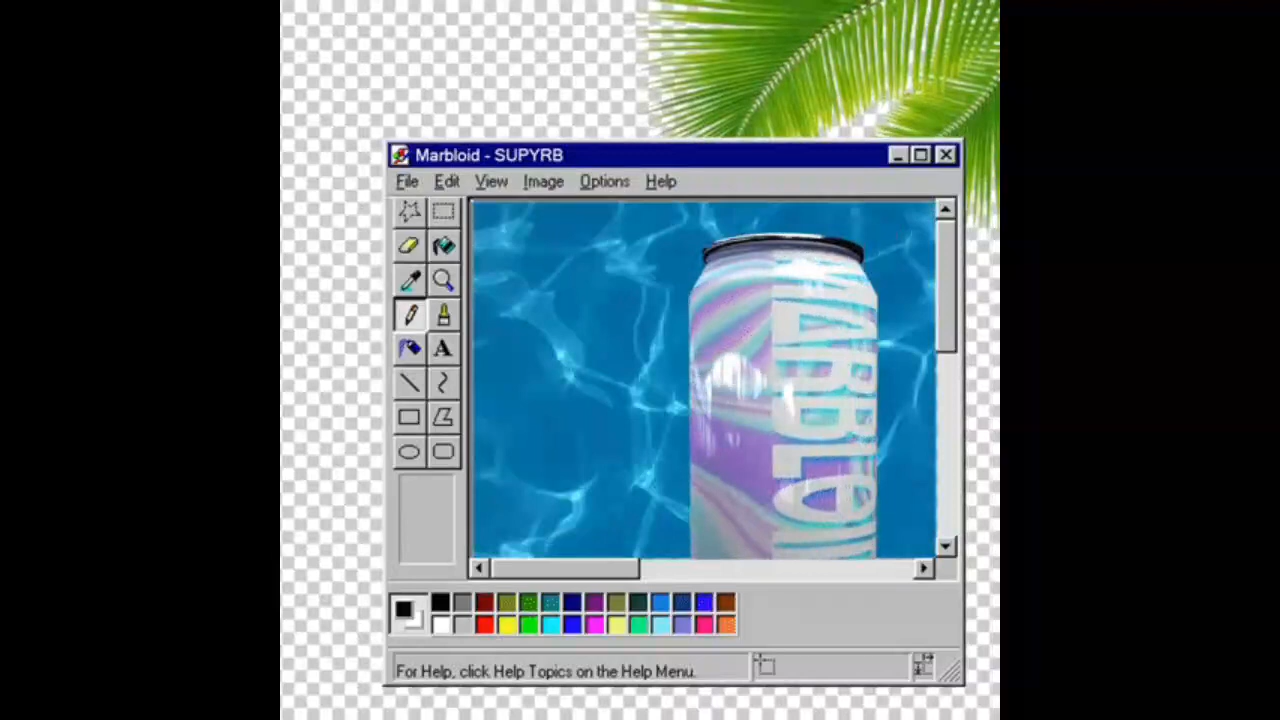 Marbloid - SUPYRB
File Edit View Image Options Help
A
For Help, click Help Topics on the Help Menu.